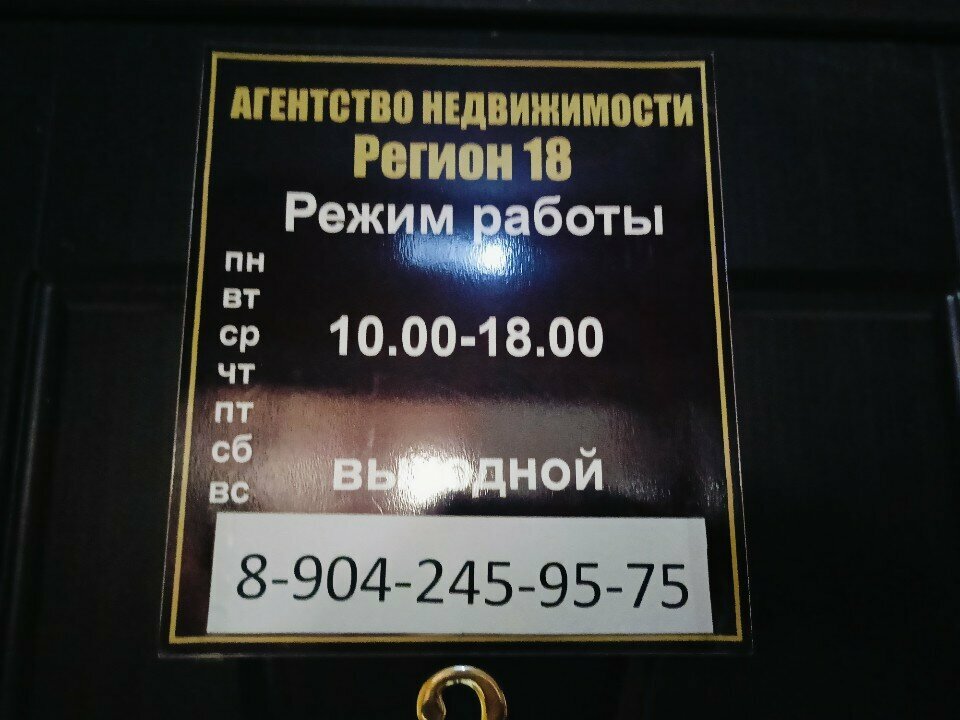 АГЕНТСТВО НЕДВИЖИМОСТИ
Регион 18
Режим работы
пн
вт
ср 10.00-18.00
чт
пт
сб
вс выходной
8-904-245-95-75